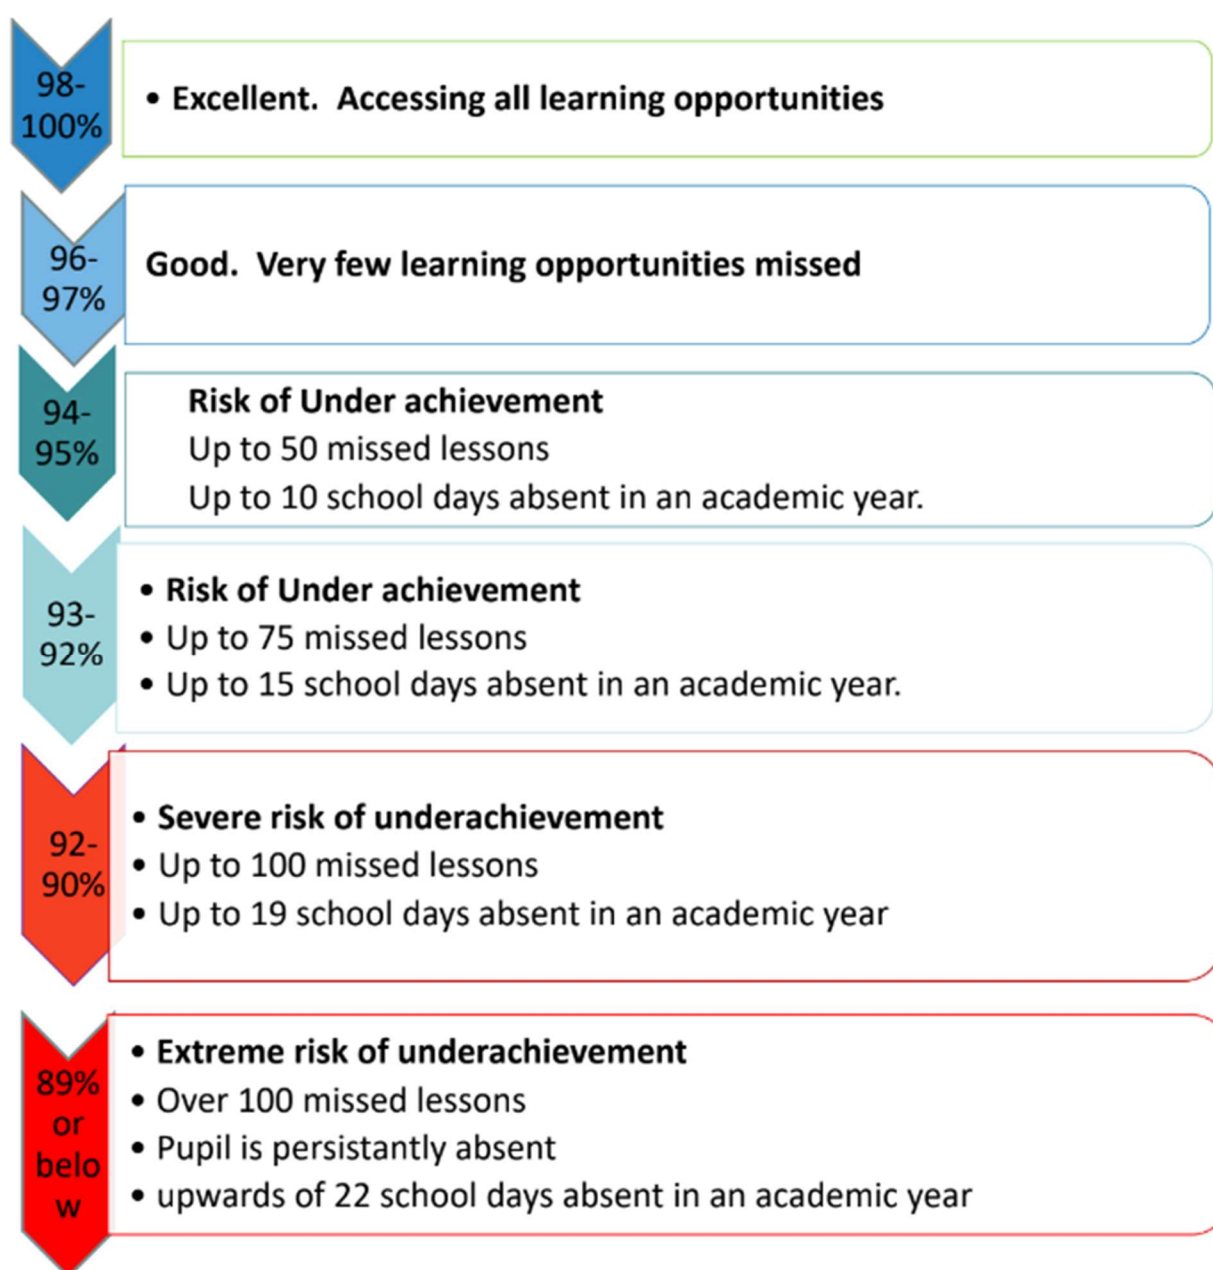 98-
100%
• Excellent.  Accessing all learning opportunities
96-
97%
Good.  Very few learning opportunities missed
94-
95%
Risk of Under achievement
Up to 50 missed lessons
Up to 10 school days absent in an academic year.
93-
92%
• Risk of Under achievement
• Up to 75 missed lessons
• Up to 15 school days absent in an academic year.
92-
90%
• Severe risk of underachievement
• Up to 100 missed lessons
• Up to 19 school days absent in an academic year
89%
or
belo
w
• Extreme risk of underachievement
• Over 100 missed lessons
• Pupil is persistantly absent
• upwards of 22 school days absent in an academic year